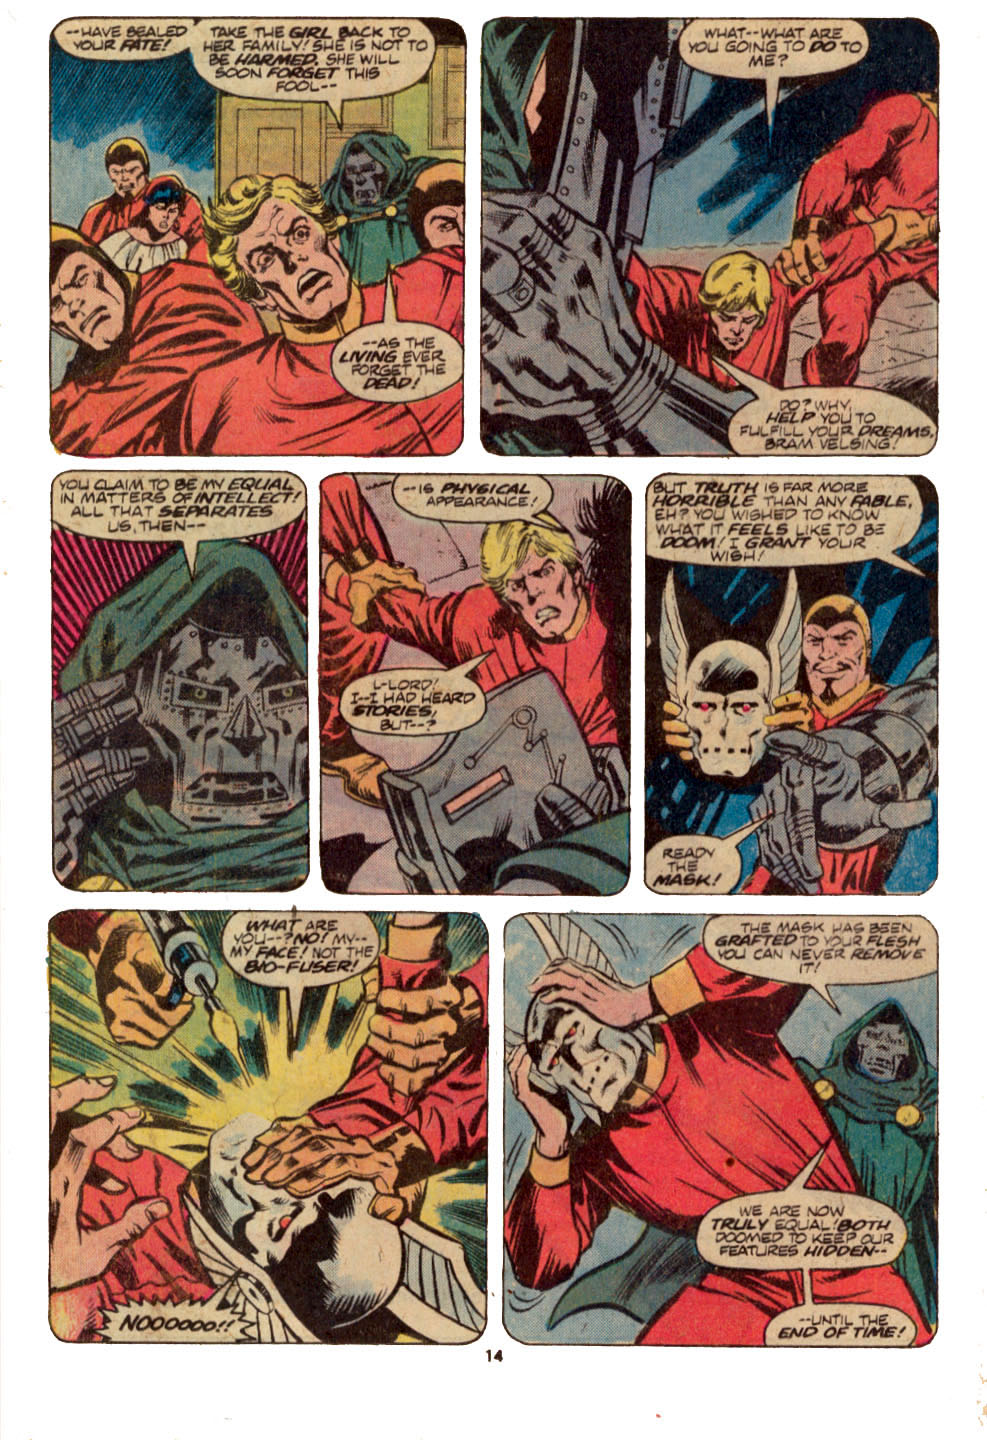 --HAVE SEALED
YOUR FATE!
TAKE THE GIRL BACK TO
HER FAMILY! SHE IS NOT TO
BE HARMED. SHE WILL
SOON FORGET THIS
FOOL--
--AS THE
LIVING EVER
FORGET THE
DEAD!
WHAT--WHAT ARE
YOU GOING TO DO TO
ME?
DO? WHY,
HELP YOU TO
FULFILL YOUR DREAMS,
BRAM VELSING!
YOU CLAIM TO BE MY EQUAL
IN MATTERS OF INTELLECT!
ALL THAT SEPARATES
US, THEN--
--IS PHYSICAL
APPEARANCE!
L-LORD!
I--I HAD HEARD
STORIES,
BUT--?
BUT TRUTH IS FAR MORE
HORRIBLE THAN ANY FABLE,
EH? YOU WISHED TO KNOW
WHAT IT FEELS LIKE TO BE
DOOM! I GRANT YOUR
WISH!
READY
THE
MASK!
WHAT ARE
YOU--? NO! MY--
MY FACE! NOT THE
BIO-FUSER!
NOOOOOO!!
THE MASK HAS BEEN
GRAFTED TO YOUR FLESH
YOU CAN NEVER REMOVE
IT!
WE ARE NOW
TRULY EQUAL! BOTH
DOOMED TO KEEP OUR
FEATURES HIDDEN--
--UNTIL THE
END OF TIME!
14